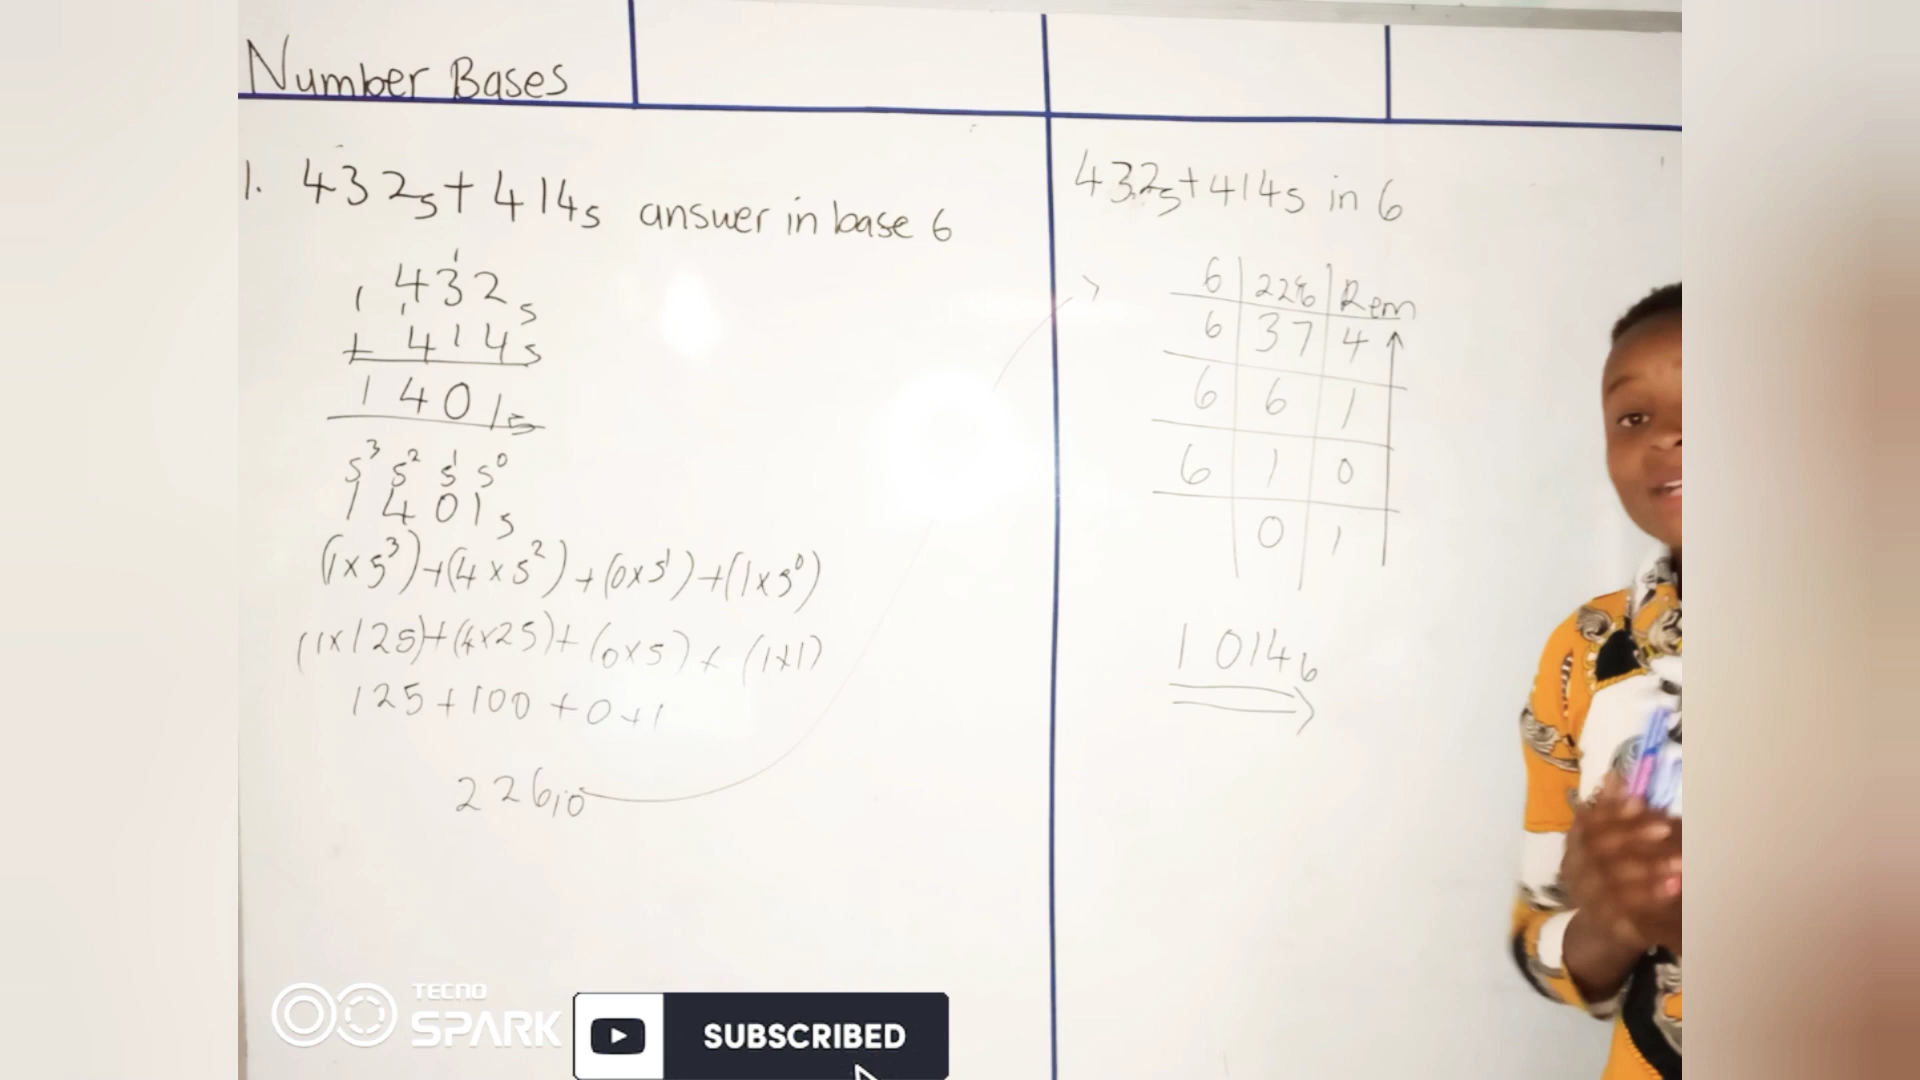 Number Bases
1. 432₅+414₅ answer in base 6
1
1 432₅
1
+ 414₅
1401₅
5³ 5² 5¹ 5⁰
1 4 0 1₅
(1×5³)+(4×5²)+(0×5¹)+(1×5⁰)
(1×125)+(4×25)+(0×5)+(1×1)
125+100+0+1
226₁₀
432₅+414₅ in 6
6 226 Rem
6 37 4
6 6 1
6 1 0
0 1
1014₆
TECNO
SPARK
SUBSCRIBED